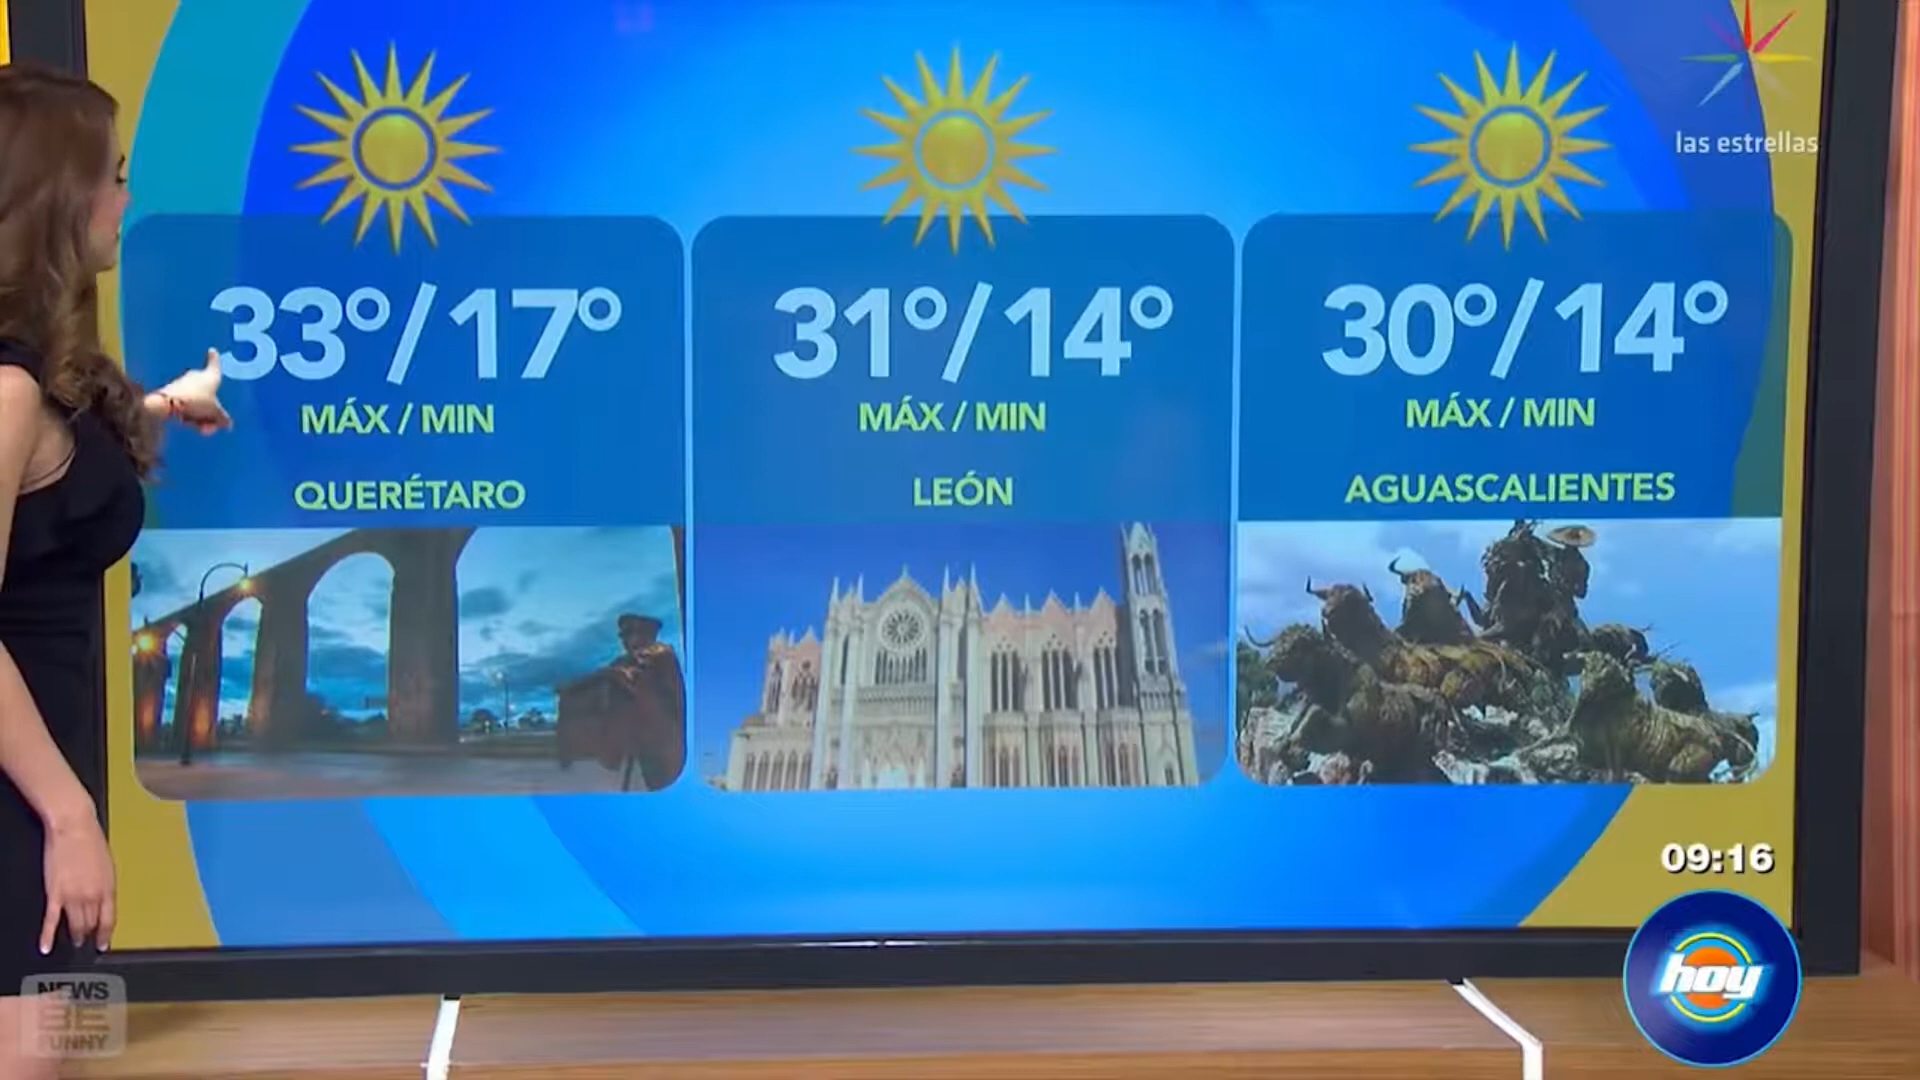 las estrellas
33°/17°
MÁX / MIN
QUERÉTARO
31°/14°
MÁX / MIN
LEÓN
30°/14°
MÁX / MIN
AGUASCALIENTES
09:16
hoy
NEWS
BE
FUNNY